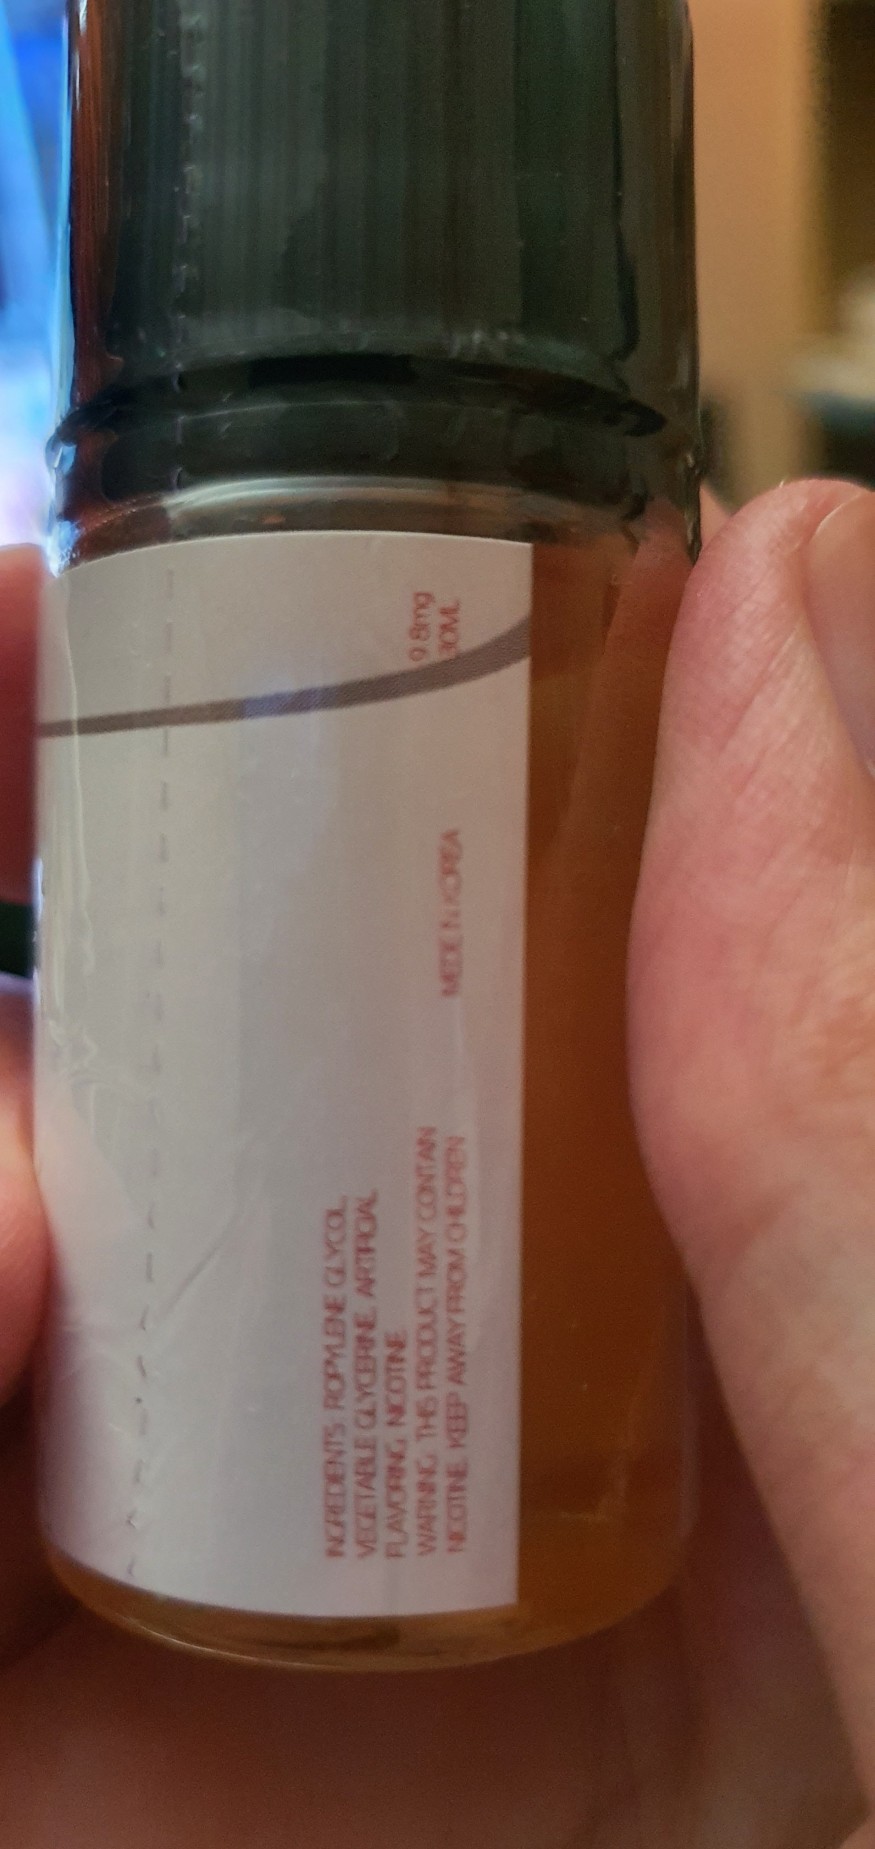 INGREDIENTS: PROPYLENE GLYCOL,
VEGETABLE GLYCERINE, ARTIFICIAL
FLAVORING, NICOTINE
WARNING: THIS PRODUCT MAY CONTAIN
NICOTINE. KEEP AWAY FROM CHILDREN
MEDE IN KOREA
9.8mg
30ML